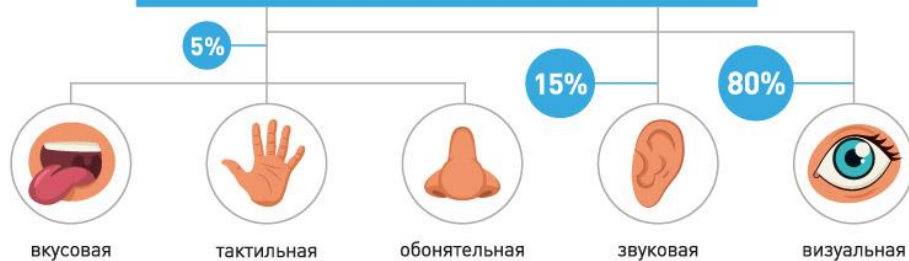 5%
15%
80%
вкусовая
тактильная
обонятельная
звуковая
визуальная